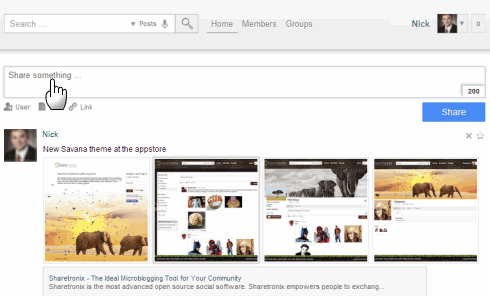 Search ... Posts Home Members Groups Nick 0
Share something ...
200
User Link
Share
Nick
New Savana theme at the appstore
Sharetronix - The Ideal Microblogging Tool for Your Community
Sharetronix is the most advanced open source social software. Sharetronix empowers people to exchang...